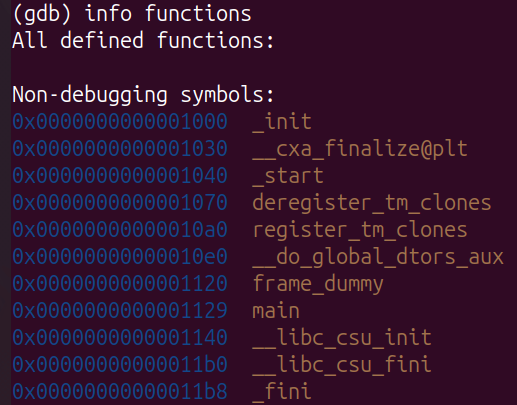 (gdb) info functions
All defined functions:
Non-debugging symbols:
0x0000000000001000  _init
0x0000000000001030  __cxa_finalize@plt
0x0000000000001040  _start
0x0000000000001070  deregister_tm_clones
0x00000000000010a0  register_tm_clones
0x00000000000010e0  __do_global_dtors_aux
0x0000000000001120  frame_dummy
0x0000000000001129  main
0x0000000000001140  __libc_csu_init
0x00000000000011b0  __libc_csu_fini
0x00000000000011b8  _fini